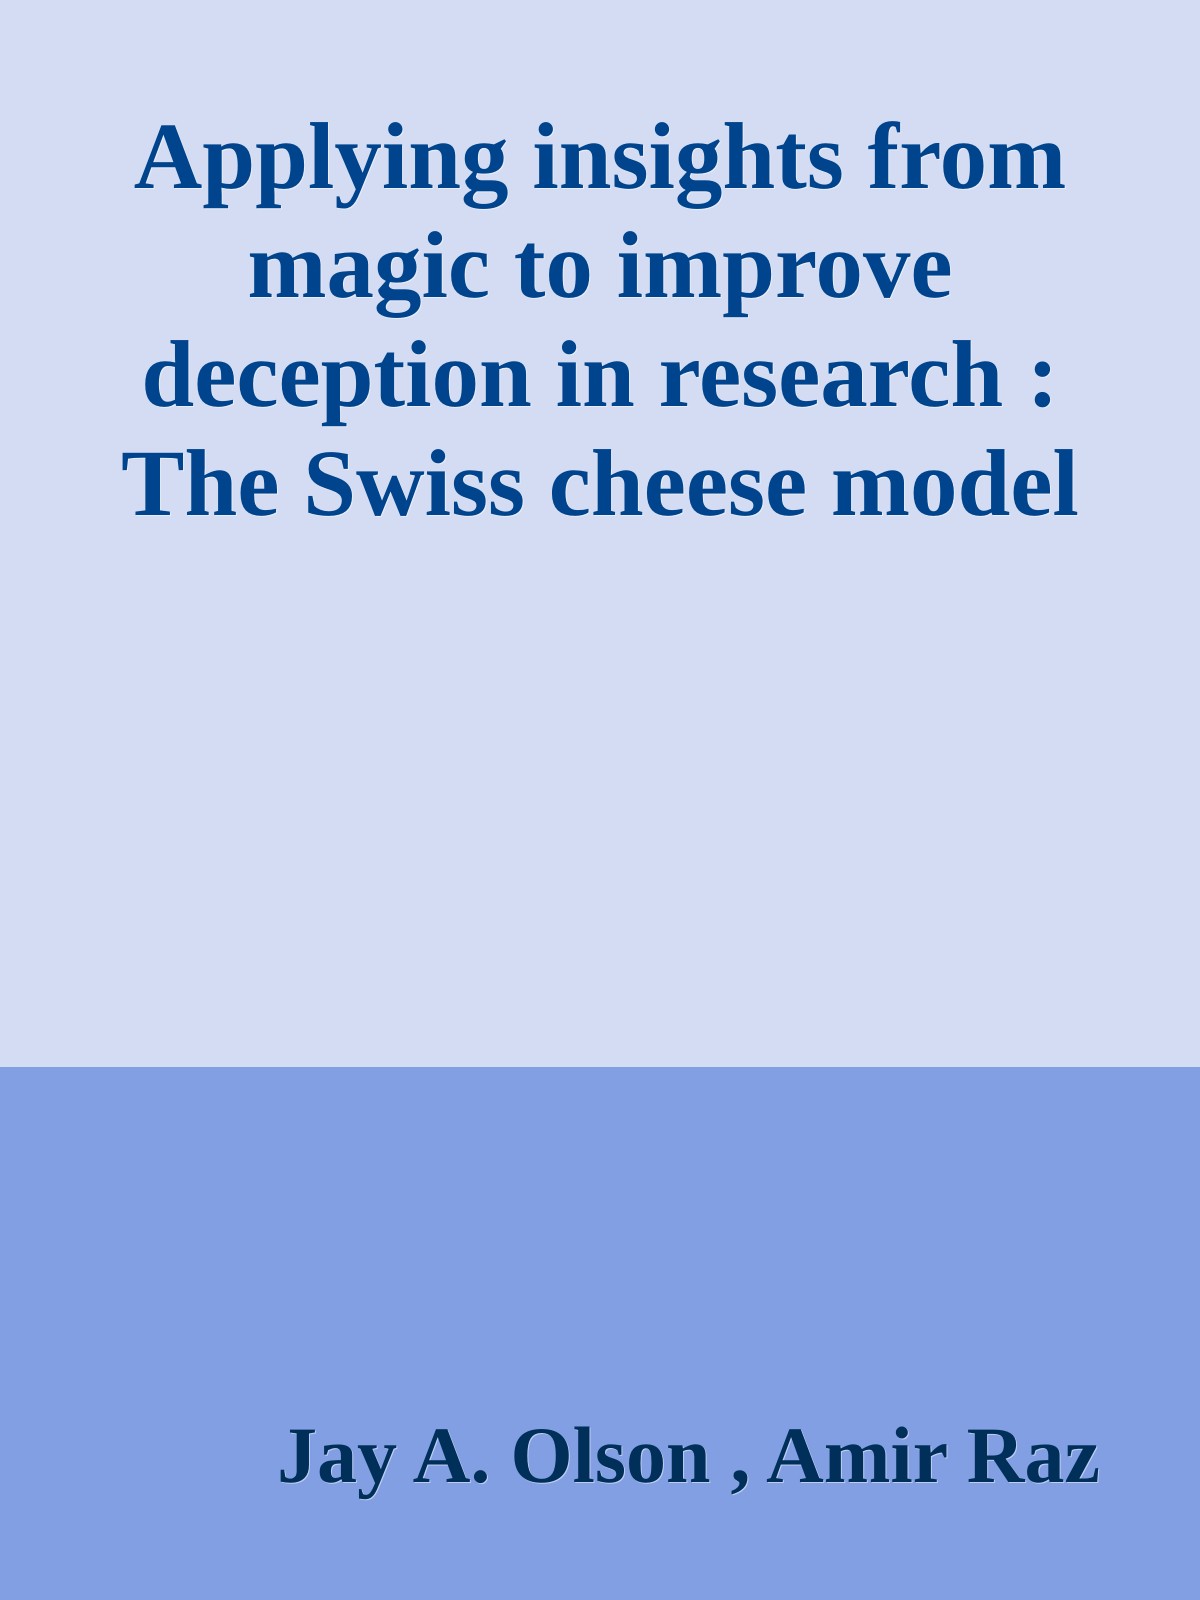 Applying insights from
magic to improve
deception in research :
The Swiss cheese model
Jay A. Olson , Amir Raz